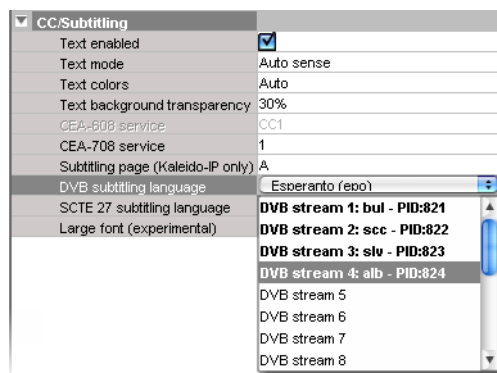 CC/Subtitling
Text enabled
Text mode Auto sense
Text colors Auto
Text background transparency 30%
CEA-608 service CC1
CEA-708 service 1
Subtitling page (Kaleido-IP only) A
DVB subtitling language Esperanto (epo)
SCTE 27 subtitling language
Large font (experimental)
DVB stream 1: bul - PID:821
DVB stream 2: scc - PID:822
DVB stream 3: slv - PID:823
DVB stream 4: alb - PID:824
DVB stream 5
DVB stream 6
DVB stream 7
DVB stream 8